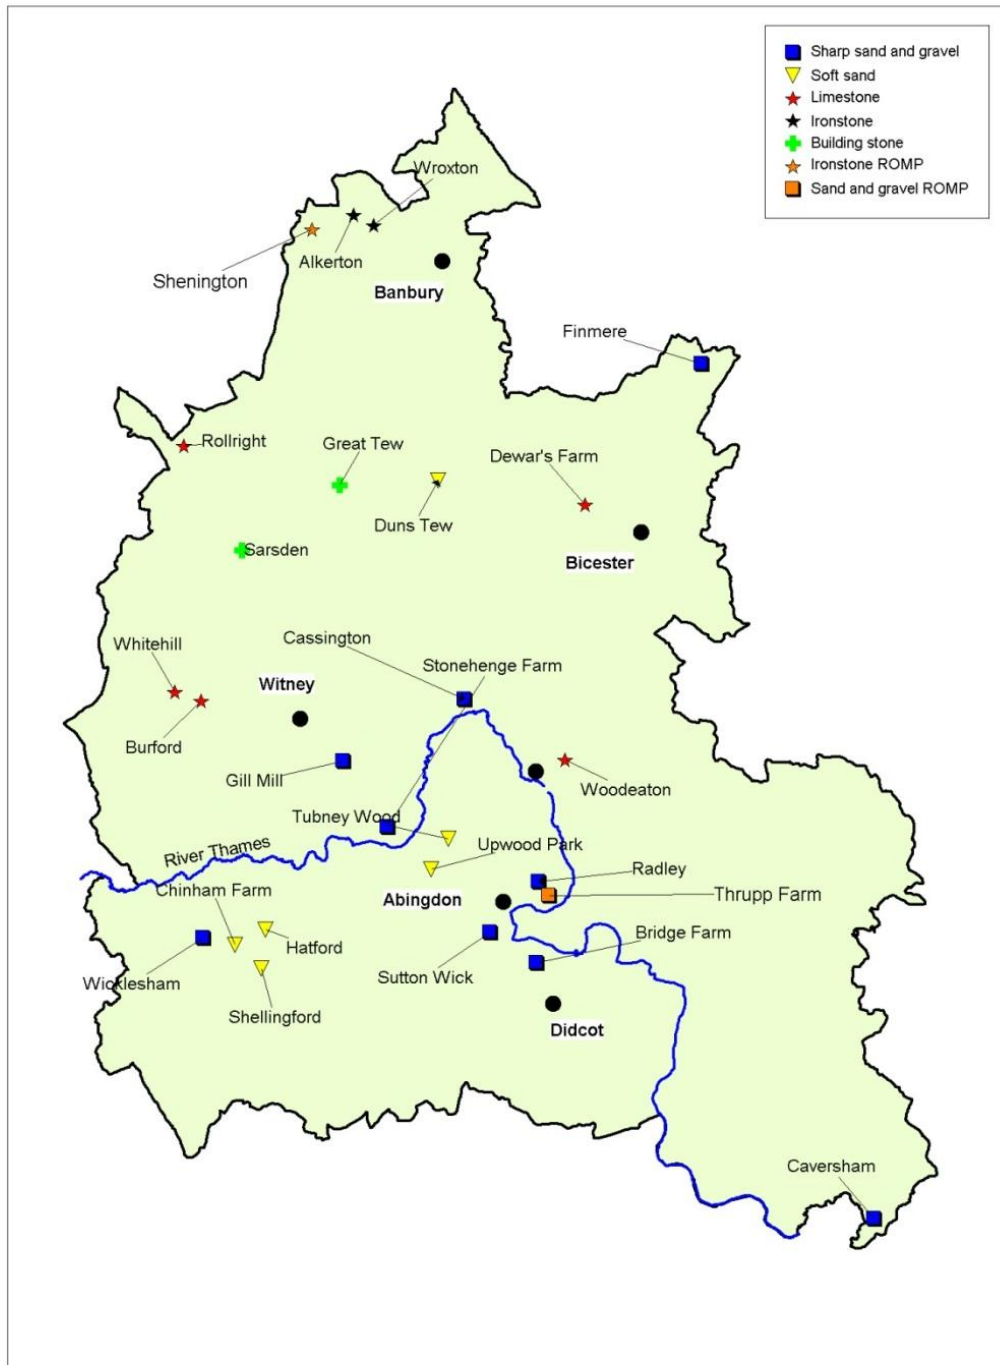 Sharp sand and gravel
Soft sand
Limestone
Ironstone
Building stone
Ironstone ROMP
Sand and gravel ROMP
Wroxton
Alkerton
Shenington
Banbury
Finmere
Rollright
Great Tew
Dewar's Farm
Duns Tew
Sarsden
Bicester
Cassington
Whitehill
Stonehenge Farm
Witney
Burford
Gill Mill
Woodeaton
Tubney Wood
Upwood Park
River Thames
Radley
Chinham Farm
Abingdon
Thrupp Farm
Bridge Farm
Hatford
Sutton Wick
Wicklesham
Shellingford
Didcot
Caversham